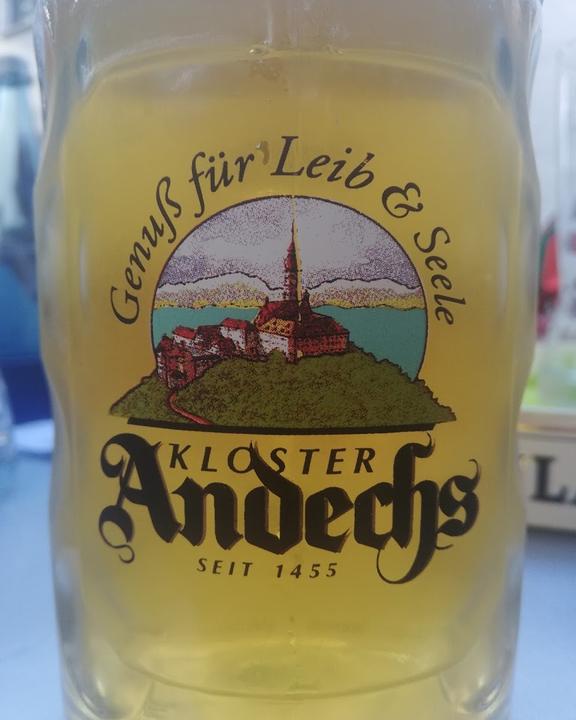 Genuß für Leib & Seele
KLOSTER
Andechs
SEIT 1455